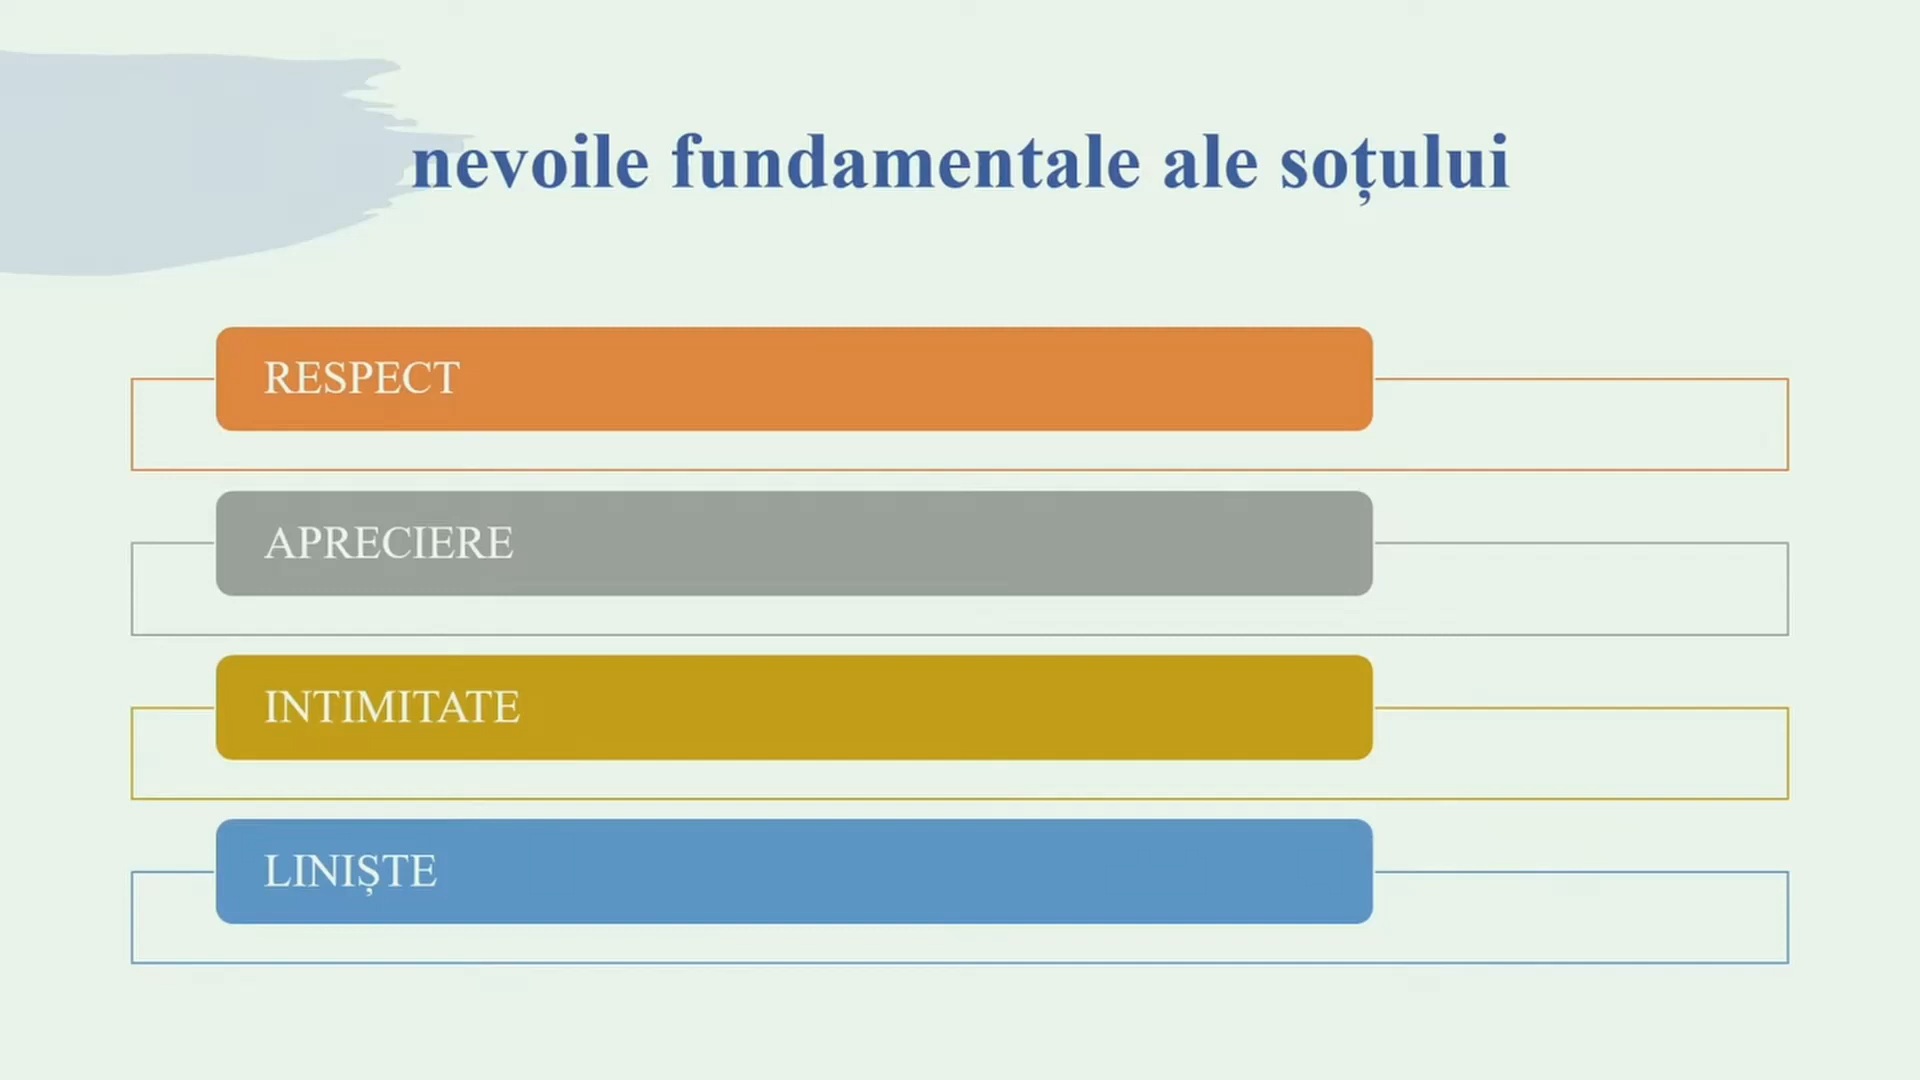 nevoile fundamentale ale soțului
RESPECT
APRECIERE
INTIMITATE
LINIȘTE